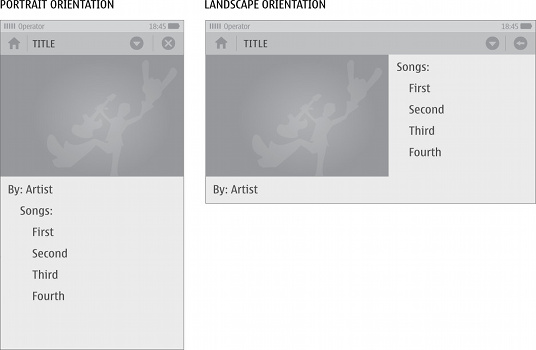 PORTRAIT ORIENTATION
Operator 18:45
TITLE
By: Artist
Songs:
First
Second
Third
Fourth
LANDSCAPE ORIENTATION
Operator 18:45
TITLE
By: Artist
Songs:
First
Second
Third
Fourth